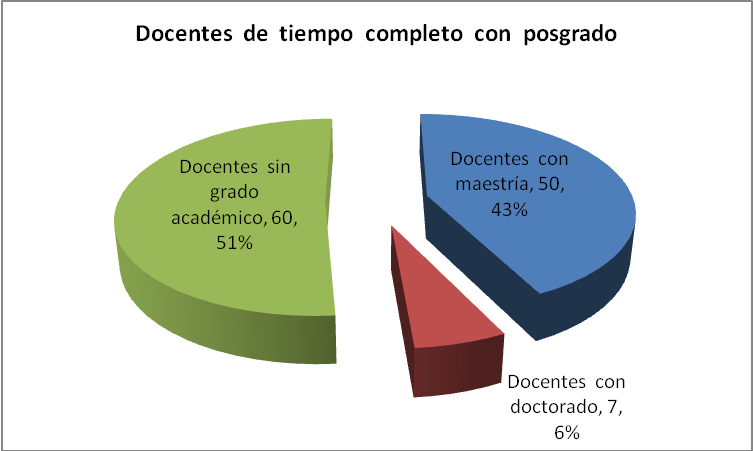 Docentes de tiempo completo con posgrado
Docentes sin
grado
académico, 60,
51%
Docentes con
maestría, 50,
43%
Docentes con
doctorado, 7,
6%